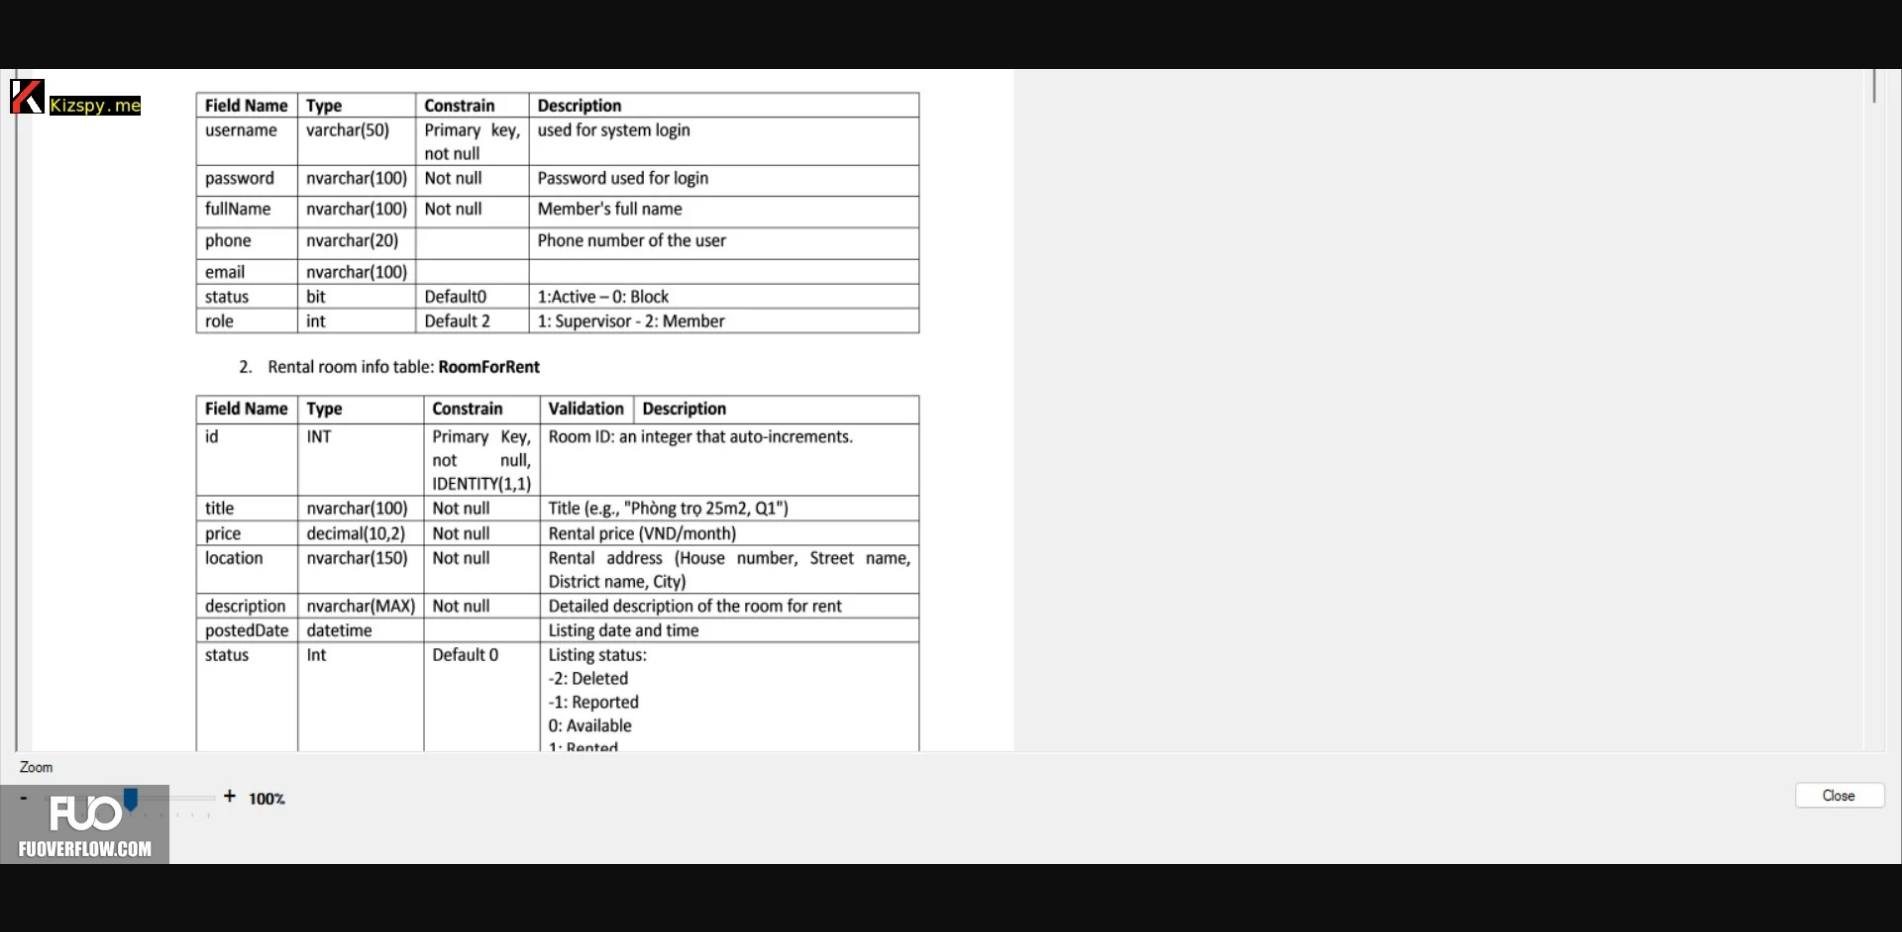 Kizspy.me
Field Name Type Constrain Description
username varchar(50) Primary key, used for system login
not null
password nvarchar(100) Not null Password used for login
fullName nvarchar(100) Not null Member's full name
phone nvarchar(20) Phone number of the user
email nvarchar(100)
status bit Default0 1:Active – 0: Block
role int Default 2 1: Supervisor - 2: Member
2. Rental room info table: RoomForRent
Field Name Type Constrain Validation Description
id INT Primary Key, Room ID: an integer that auto-increments.
not null,
IDENTITY(1,1)
title nvarchar(100) Not null Title (e.g., "Phòng trọ 25m2, Q1")
price decimal(10,2) Not null Rental price (VND/month)
location nvarchar(150) Not null Rental address (House number, Street name,
District name, City)
description nvarchar(MAX) Not null Detailed description of the room for rent
postedDate datetime Listing date and time
status Int Default 0 Listing status:
-2: Deleted
-1: Reported
0: Available
1: Rented
Zoom
- + 100%
Close
FUO
FUOVERFLOW.COM